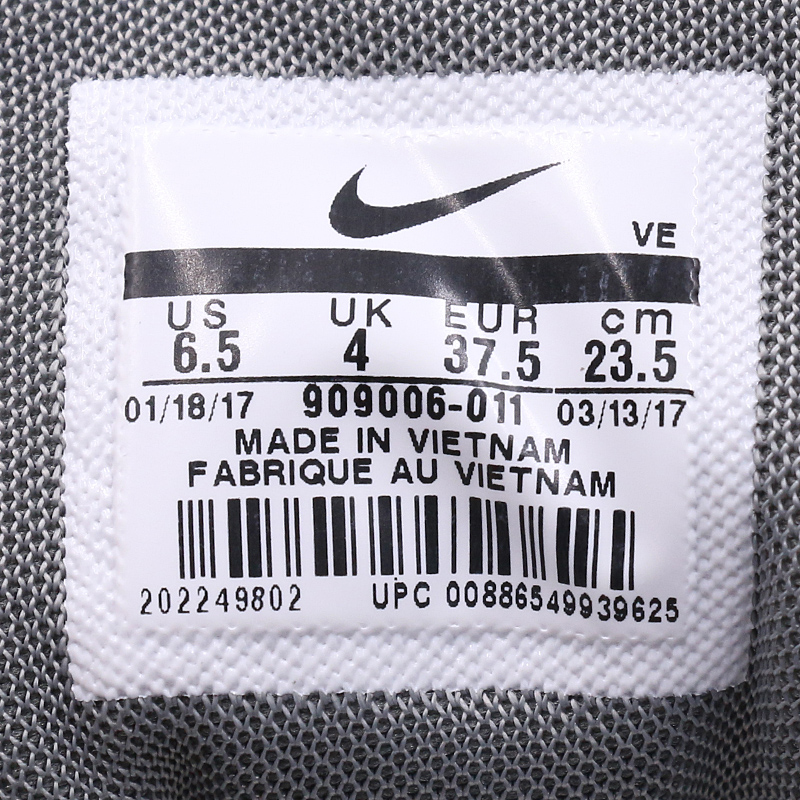 VE
US UK EUR cm
6.5 4 37.5 23.5
01/18/17 909006-011 03/13/17
MADE IN VIETNAM
FABRIQUE AU VIETNAM
202249802 UPC 00886549939625